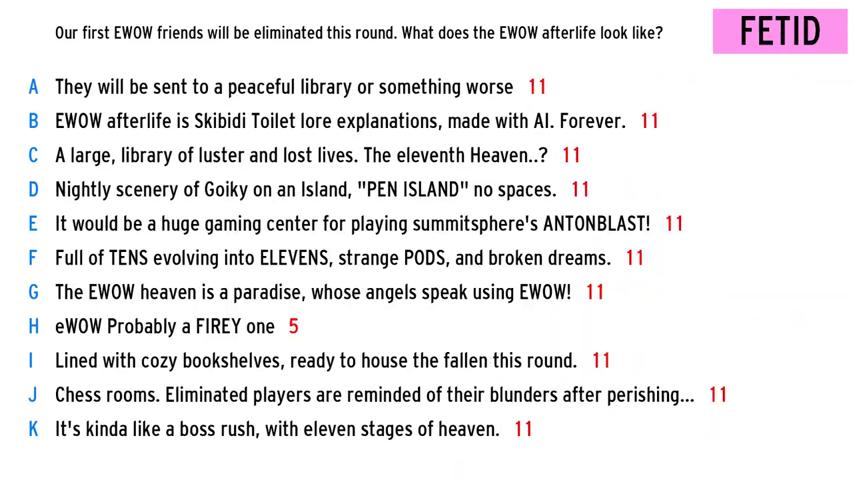 Our first EWOW friends will be eliminated this round. What does the EWOW afterlife look like?
FETID
A They will be sent to a peaceful library or something worse 11
B EWOW afterlife is Skibidi Toilet lore explanations, made with AI. Forever. 11
C A large, library of luster and lost lives. The eleventh Heaven..? 11
D Nightly scenery of Goiky on an Island, "PEN ISLAND" no spaces. 11
E It would be a huge gaming center for playing summitsphere's ANTONBLAST! 11
F Full of TENS evolving into ELEVENS, strange PODS, and broken dreams. 11
G The EWOW heaven is a paradise, whose angels speak using EWOW! 11
H eWOW Probably a FIREY one 5
I Lined with cozy bookshelves, ready to house the fallen this round. 11
J Chess rooms. Eliminated players are reminded of their blunders after perishing... 11
K It's kinda like a boss rush, with eleven stages of heaven. 11